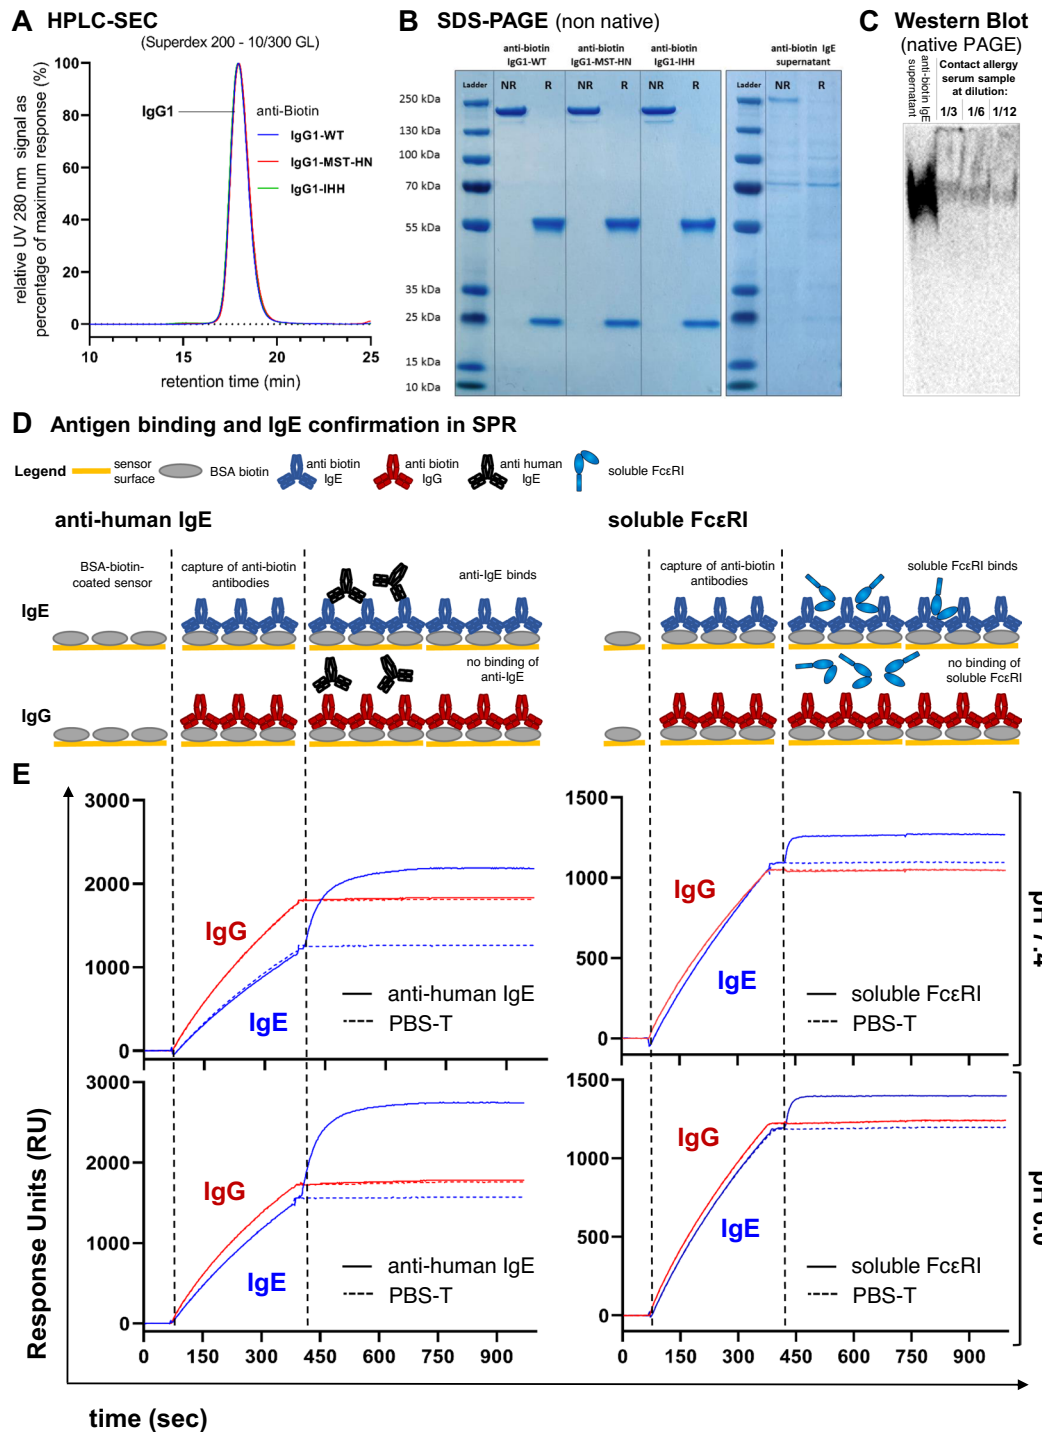 A HPLC-SEC
(Superdex 200 - 10/300 GL)
relative UV 280 nm signal as
percentage of maximum response (%)
100
80
60
40
20
0
IgG1
anti-Biotin
IgG1-WT
IgG1-MST-HN
IgG1-IHH
10 15 20 25
retention time (min)
B SDS-PAGE (non native)
anti-biotin IgG1-WT
anti-biotin IgG1-MST-HN
anti-biotin IgG1-IHH
anti-biotin IgE supernatant
Ladder NR R NR R NR R Ladder NR R
250 kDa
130 kDa
100 kDa
70 kDa
55 kDa
35 kDa
25 kDa
15 kDa
10 kDa
C Western Blot
(native PAGE)
anti-biotin IgE
supernatant
Contact allergy
serum sample
at dilution:
1/3 1/6 1/12
D Antigen binding and IgE confirmation in SPR
Legend
sensor surface
BSA biotin
anti biotin IgE
anti biotin IgG
anti human IgE
soluble FcεRI
anti-human IgE
soluble FcεRI
BSA-biotin-coated sensor
capture of anti-biotin antibodies
anti-IgE binds
capture of anti-biotin antibodies
soluble FcεRI binds
IgE
no binding of anti-IgE
no binding of soluble FcεRI
IgG
E
3000
2000
1000
0
IgG
IgE
anti-human IgE
PBS-T
1500
1000
500
0
IgG
IgE
soluble FcεRI
PBS-T
pH 7.4
3000
2000
1000
0
IgG
IgE
anti-human IgE
PBS-T
0 150 300 450 600 750 900
1500
1000
500
0
IgG
IgE
soluble FcεRI
PBS-T
0 150 300 450 600 750 900
pH 6.0
Response Units (RU)
time (sec)